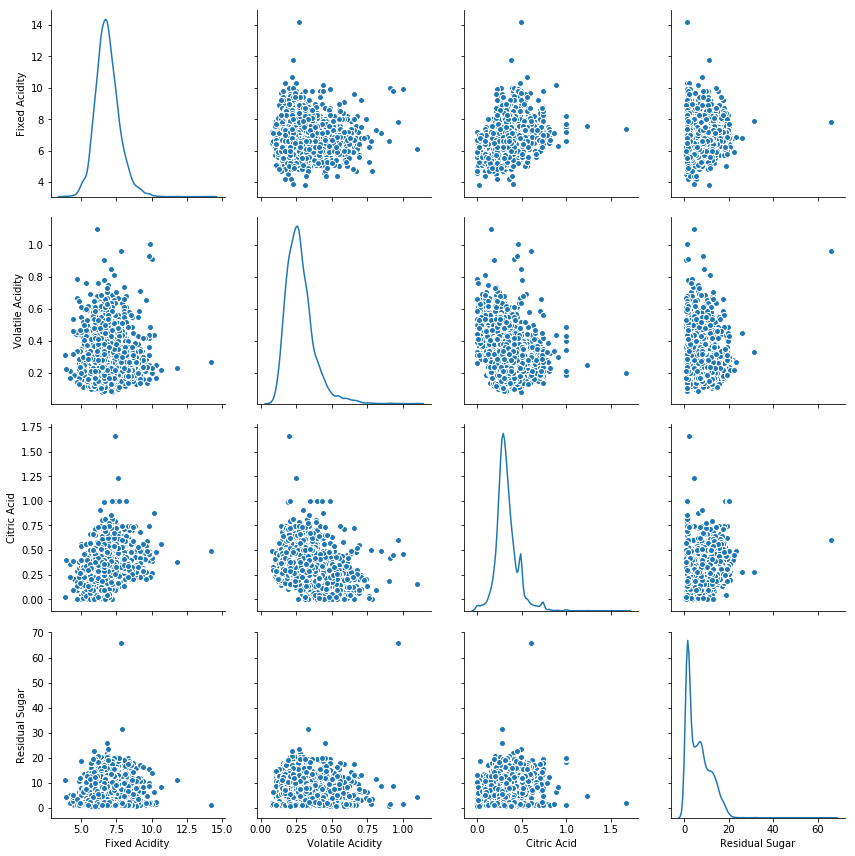 14
12
10
8
6
4
Fixed Acidity
1.0
0.8
0.6
0.4
0.2
Volatile Acidity
1.75
1.50
1.25
1.00
0.75
0.50
0.25
0.00
Citric Acid
70
60
50
40
30
20
10
0
Residual Sugar
5.0 7.5 10.0 12.5 15.0
Fixed Acidity
0.00 0.25 0.50 0.75 1.00
Volatile Acidity
0.0 0.5 1.0 1.5
Citric Acid
0 20 40 60
Residual Sugar